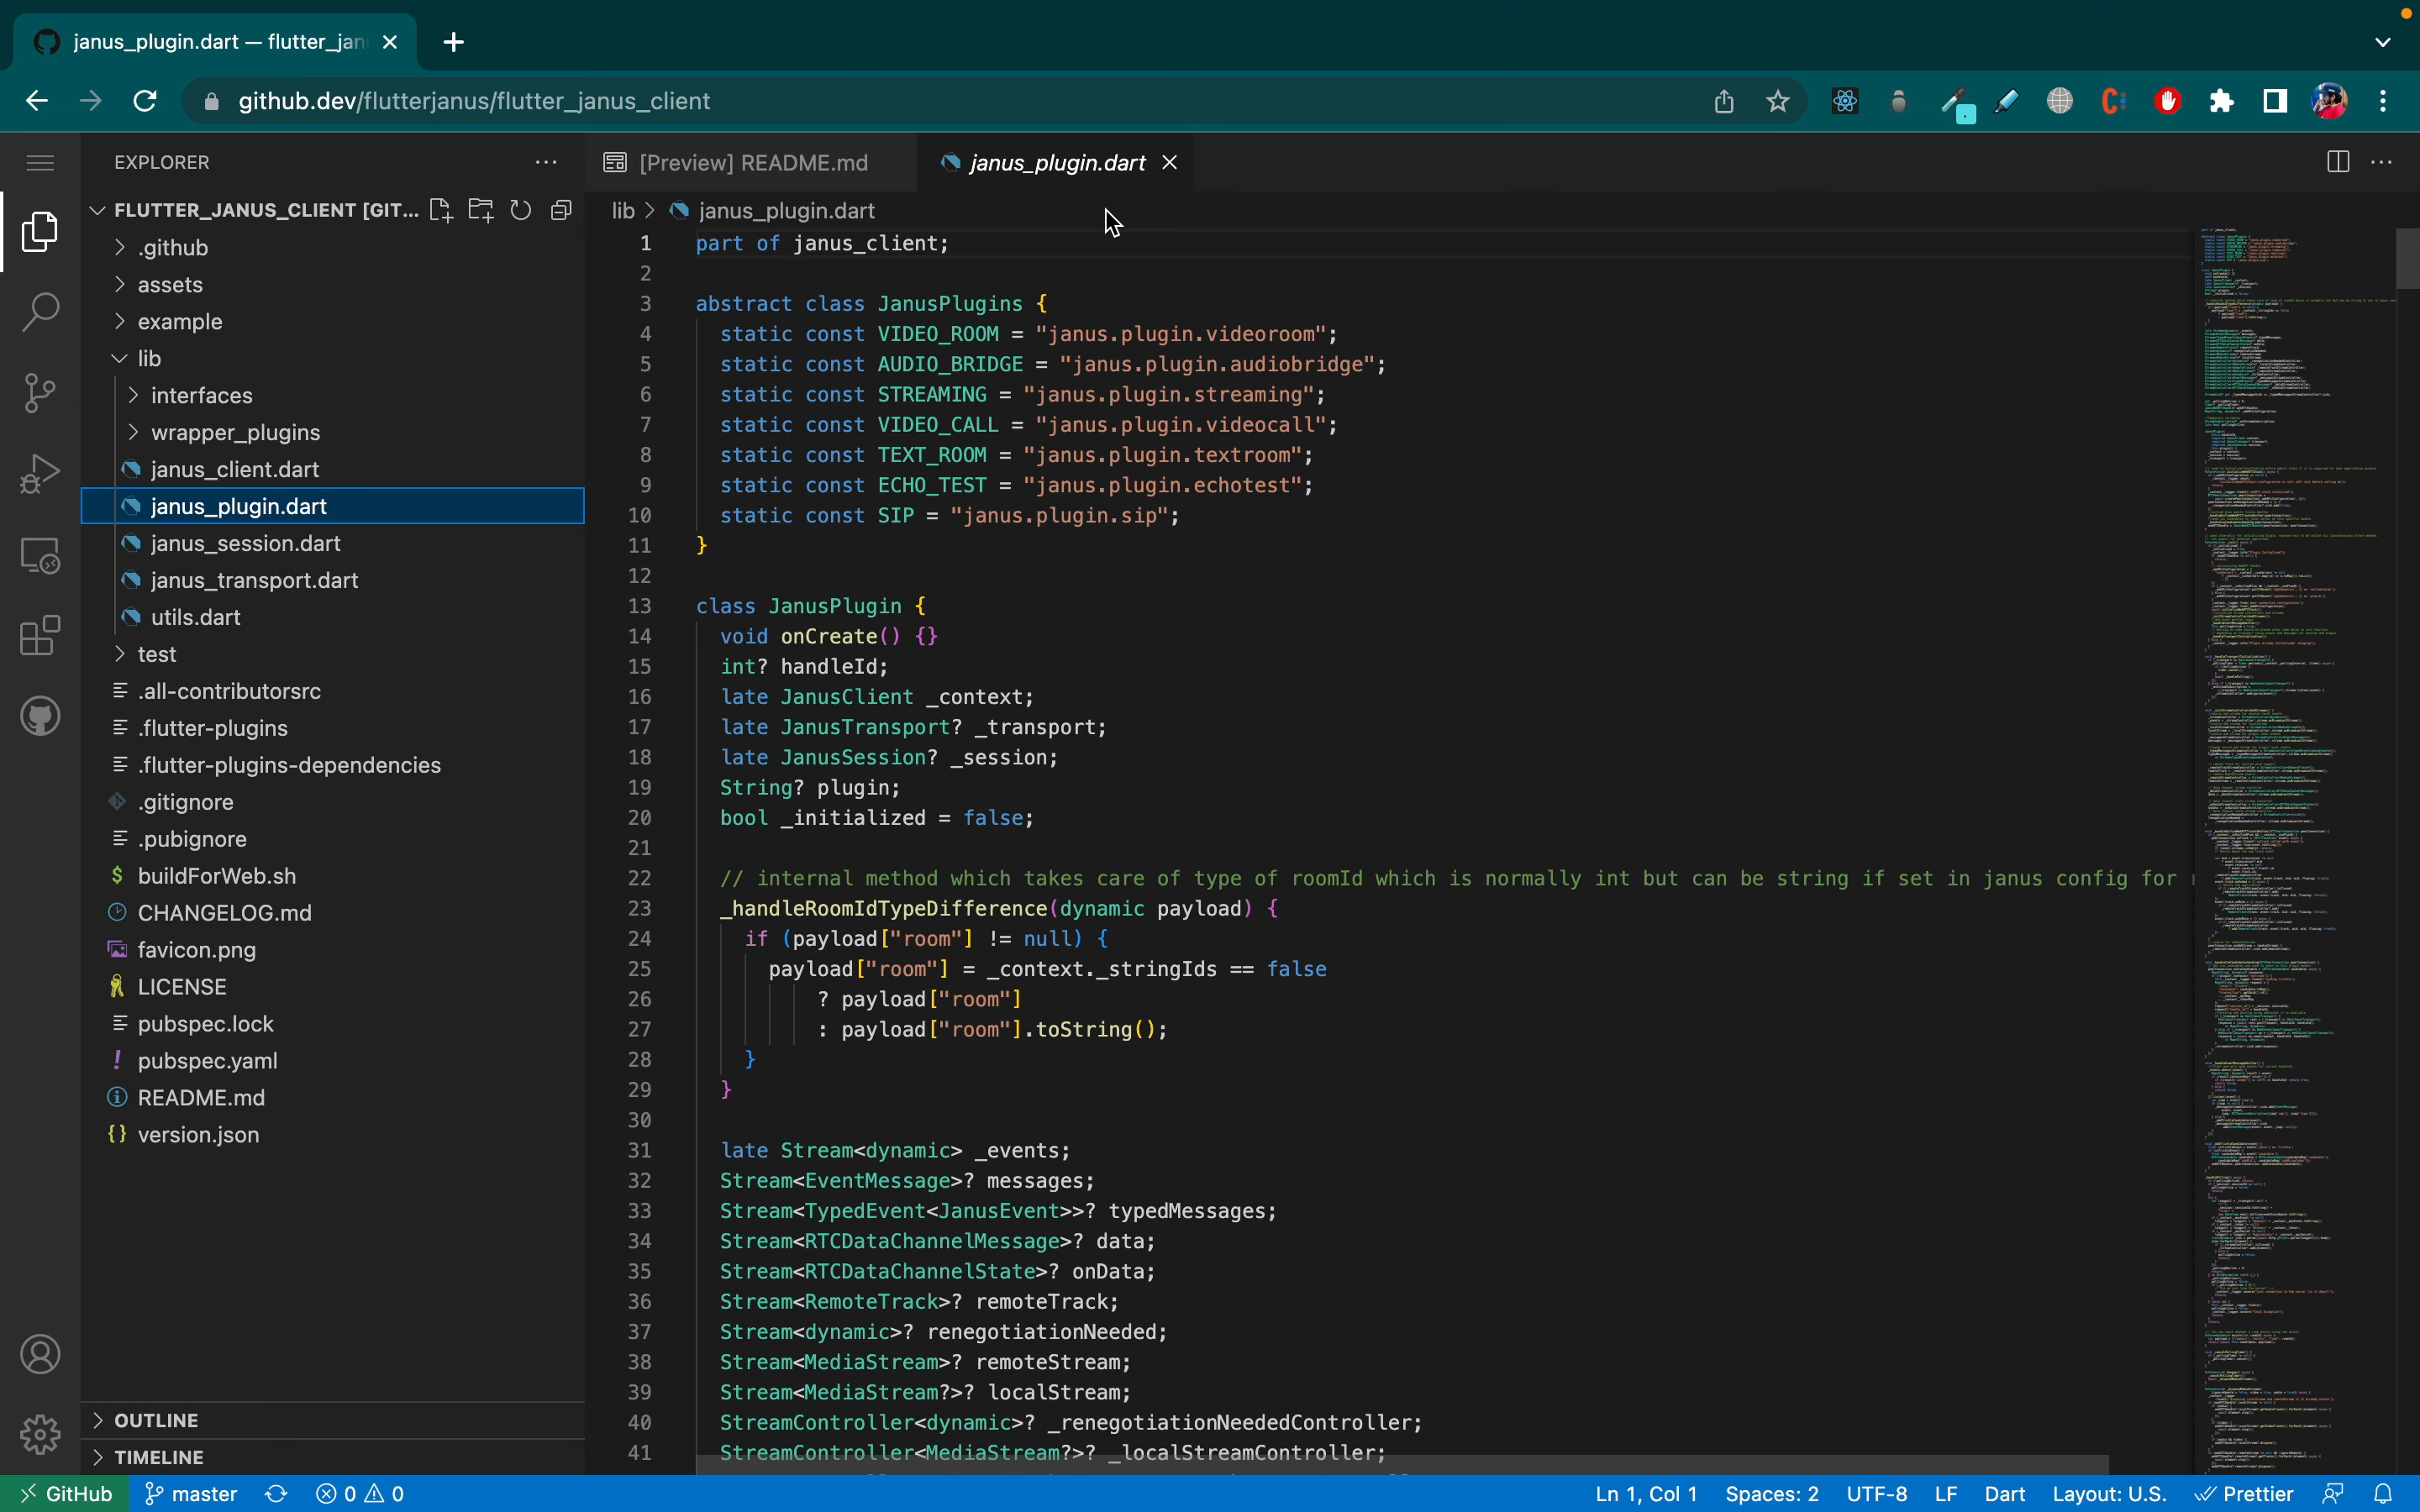 janus_plugin.dart — flutter_jan
github.dev/flutterjanus/flutter_janus_client
EXPLORER
FLUTTER_JANUS_CLIENT [GIT...
.github
assets
example
lib
interfaces
wrapper_plugins
janus_client.dart
janus_plugin.dart
janus_session.dart
janus_transport.dart
utils.dart
test
.all-contributorsrc
.flutter-plugins
.flutter-plugins-dependencies
.gitignore
.pubignore
$ buildForWeb.sh
CHANGELOG.md
favicon.png
LICENSE
pubspec.lock
! pubspec.yaml
README.md
{} version.json
OUTLINE
TIMELINE
[Preview] README.md
janus_plugin.dart
lib > janus_plugin.dart
1 part of janus_client;
2
3 abstract class JanusPlugins {
4 static const VIDEO_ROOM = "janus.plugin.videoroom";
5 static const AUDIO_BRIDGE = "janus.plugin.audiobridge";
6 static const STREAMING = "janus.plugin.streaming";
7 static const VIDEO_CALL = "janus.plugin.videocall";
8 static const TEXT_ROOM = "janus.plugin.textroom";
9 static const ECHO_TEST = "janus.plugin.echotest";
10 static const SIP = "janus.plugin.sip";
11 }
12
13 class JanusPlugin {
14 void onCreate() {}
15 int? handleId;
16 late JanusClient _context;
17 late JanusTransport? _transport;
18 late JanusSession? _session;
19 String? plugin;
20 bool _initialized = false;
21
22 // internal method which takes care of type of roomId which is normally int but can be string if set in janus config for
23 _handleRoomIdTypeDifference(dynamic payload) {
24 if (payload["room"] != null) {
25 payload["room"] = _context._stringIds == false
26 ? payload["room"]
27 : payload["room"].toString();
28 }
29 }
30
31 late Stream<dynamic> _events;
32 Stream<EventMessage>? messages;
33 Stream<TypedEvent<JanusEvent>>? typedMessages;
34 Stream<RTCDataChannelMessage>? data;
35 Stream<RTCDataChannelState>? onData;
36 Stream<RemoteTrack>? remoteTrack;
37 Stream<dynamic>? renegotiationNeeded;
38 Stream<MediaStream>? remoteStream;
39 Stream<MediaStream?>? localStream;
40 StreamController<dynamic>? _renegotiationNeededController;
41 StreamController<MediaStream?>? _localStreamController;
GitHub master 0 0 Ln 1, Col 1 Spaces: 2 UTF-8 LF Dart Layout: U.S. Prettier